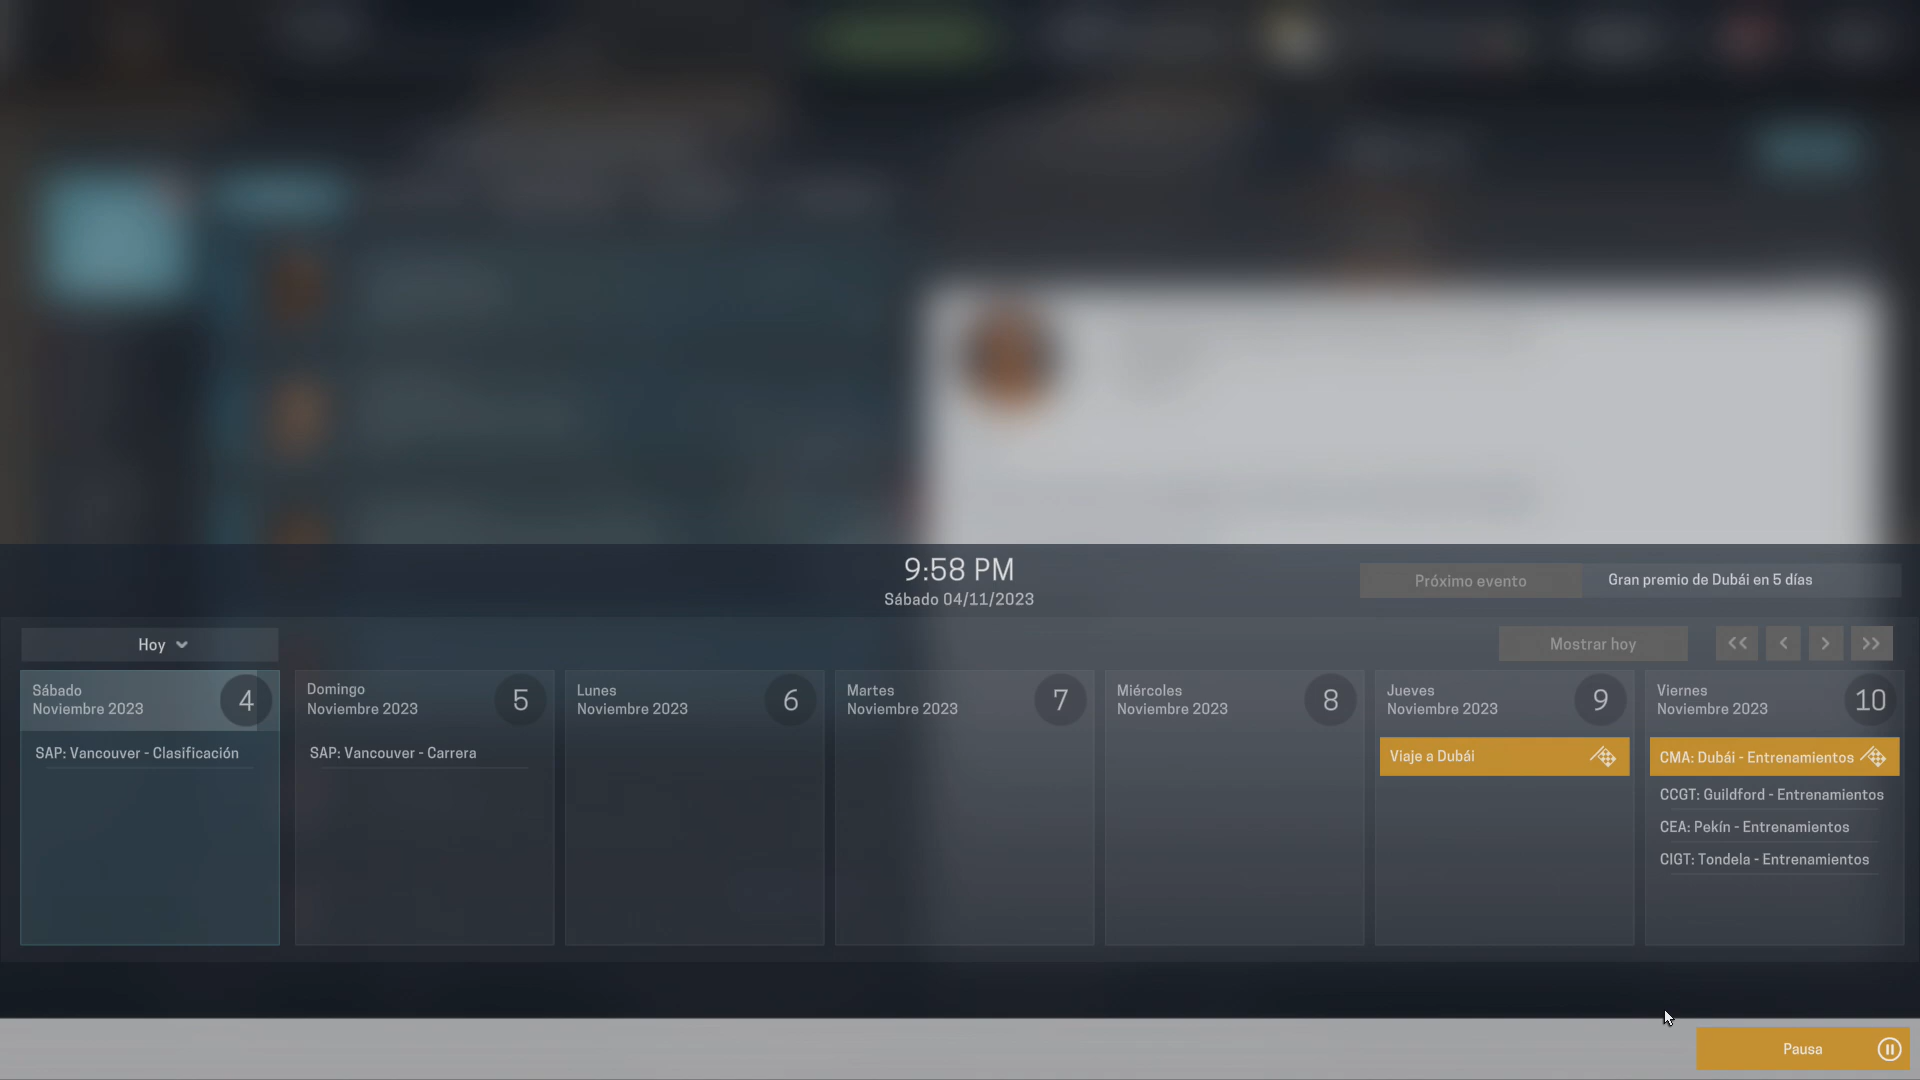 9:58 PM
Sábado 04/11/2023
Próximo evento
Gran premio de Dubái en 5 días
Hoy
Mostrar hoy
Sábado
Noviembre 2023
4
SAP: Vancouver - Clasificación
Domingo
Noviembre 2023
5
SAP: Vancouver - Carrera
Lunes
Noviembre 2023
6
Martes
Noviembre 2023
7
Miércoles
Noviembre 2023
8
Jueves
Noviembre 2023
9
Viaje a Dubái
Viernes
Noviembre 2023
10
CMA: Dubái - Entrenamientos
CCGT: Guildford - Entrenamientos
CEA: Pekín - Entrenamientos
CIGT: Tondela - Entrenamientos
Pausa